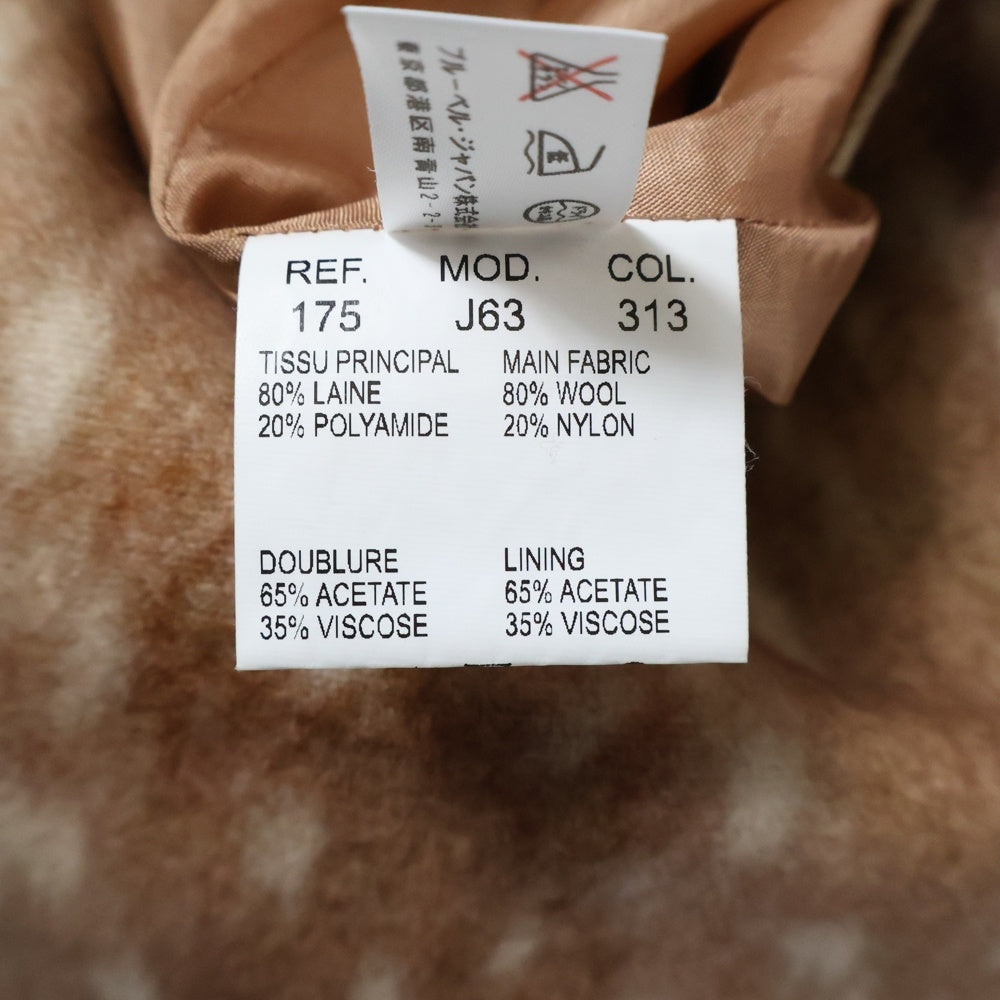 ブルーベル・ジャパン株式会社
東京都港区南青山2-2-
REF. MOD. COL.
175 J63 313
TISSU PRINCIPAL MAIN FABRIC
80% LAINE 80% WOOL
20% POLYAMIDE 20% NYLON
DOUBLURE LINING
65% ACETATE 65% ACETATE
35% VISCOSE 35% VISCOSE